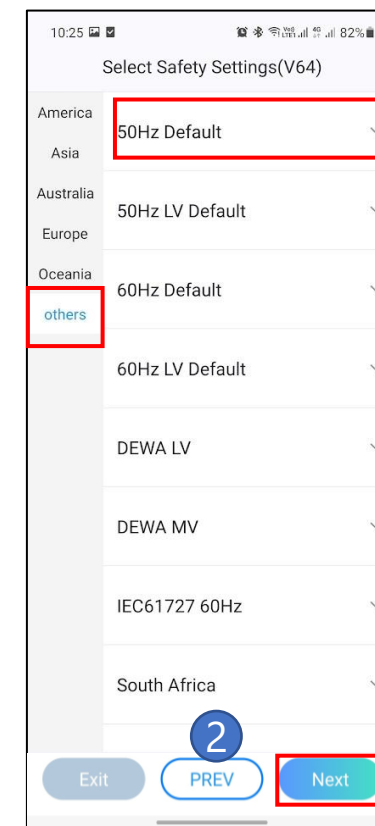 10:25 82%
Select Safety Settings(V64)
America
Asia
Australia
Europe
Oceania
others
50Hz Default
50Hz LV Default
60Hz Default
60Hz LV Default
DEWA LV
DEWA MV
IEC61727 60Hz
South Africa
2
Exit PREV Next